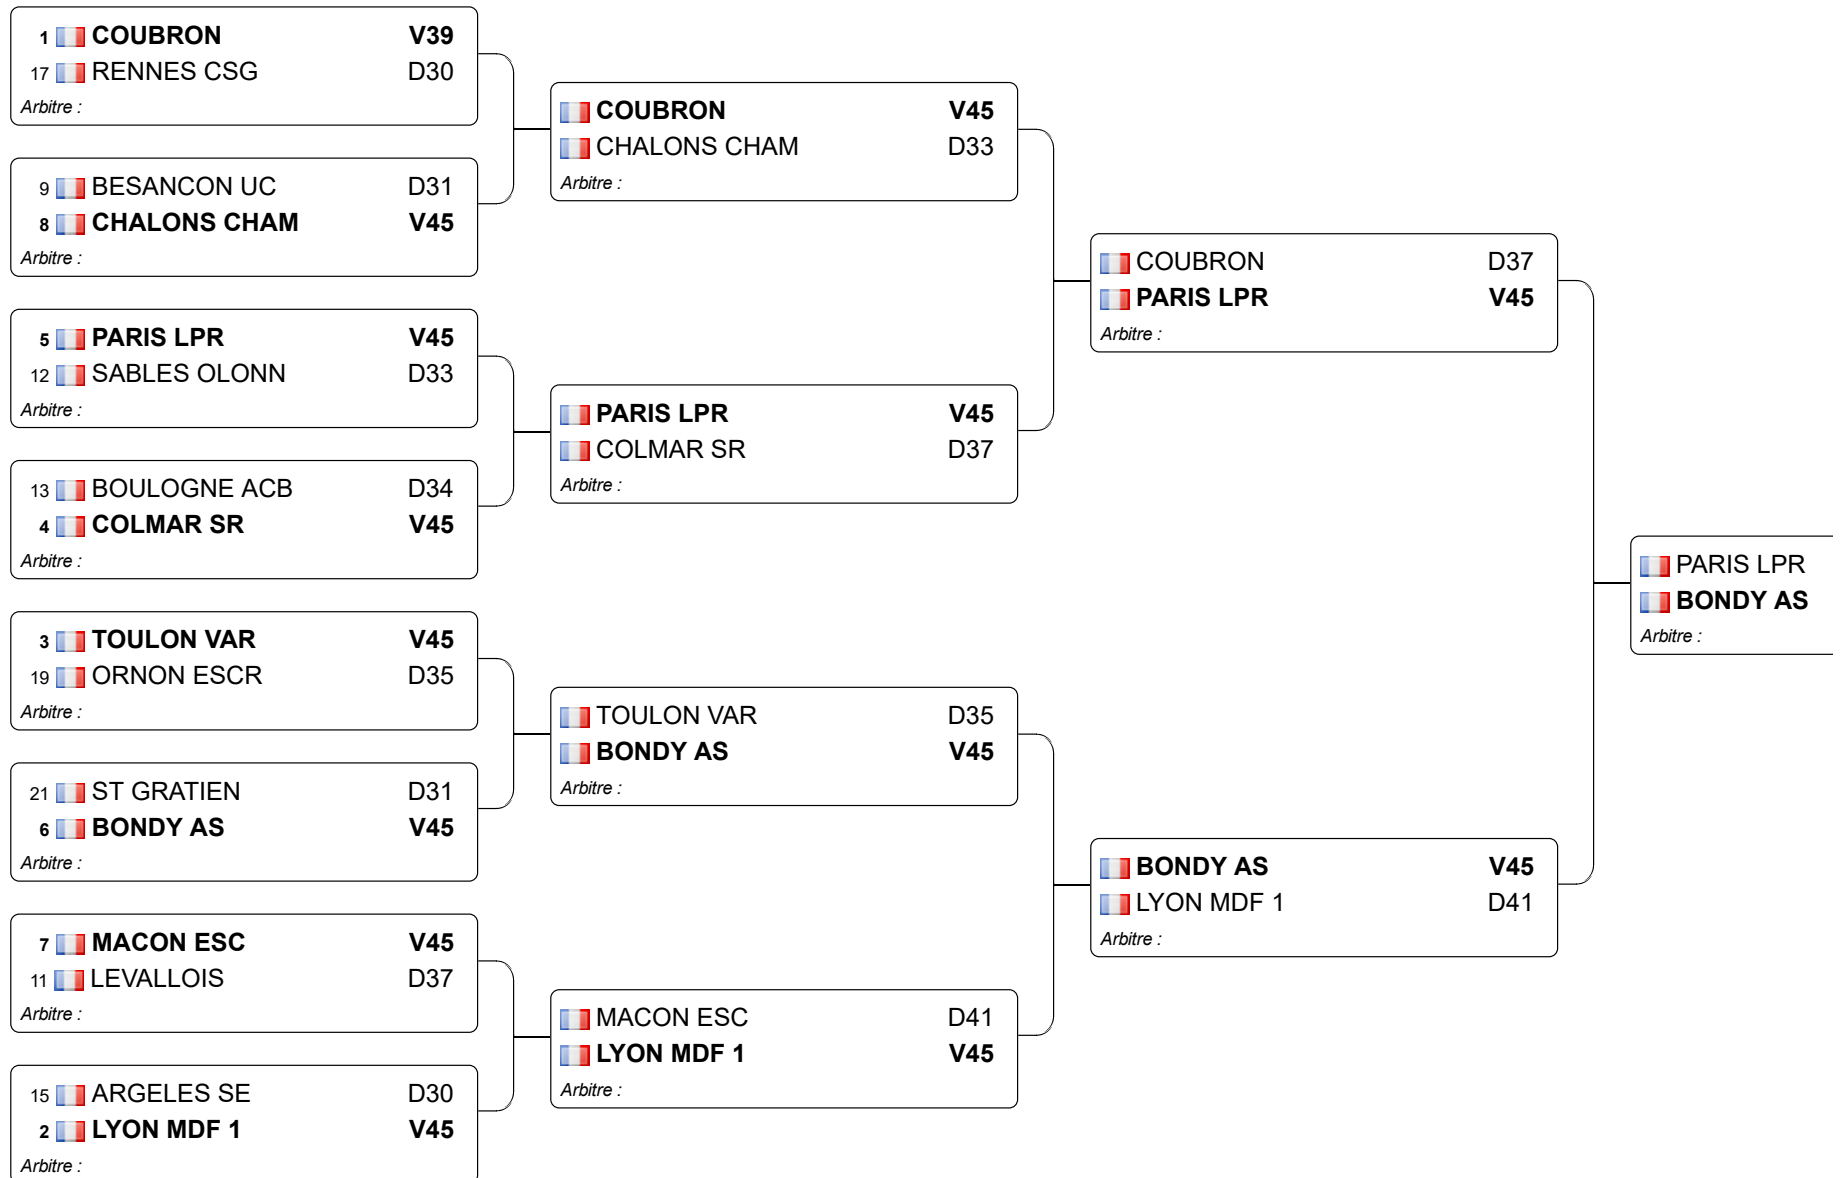 1 COUBRON V39
17 RENNES CSG D30
Arbitre :
9 BESANCON UC D31
8 CHALONS CHAM V45
Arbitre :
5 PARIS LPR V45
12 SABLES OLONN D33
Arbitre :
13 BOULOGNE ACB D34
4 COLMAR SR V45
Arbitre :
3 TOULON VAR V45
19 ORNON ESCR D35
Arbitre :
21 ST GRATIEN D31
6 BONDY AS V45
Arbitre :
7 MACON ESC V45
11 LEVALLOIS D37
Arbitre :
15 ARGELES SE D30
2 LYON MDF 1 V45
Arbitre :
COUBRON V45
CHALONS CHAM D33
Arbitre :
PARIS LPR V45
COLMAR SR D37
Arbitre :
TOULON VAR D35
BONDY AS V45
Arbitre :
MACON ESC D41
LYON MDF 1 V45
Arbitre :
COUBRON D37
PARIS LPR V45
Arbitre :
BONDY AS V45
LYON MDF 1 D41
Arbitre :
PARIS LPR
BONDY AS
Arbitre :